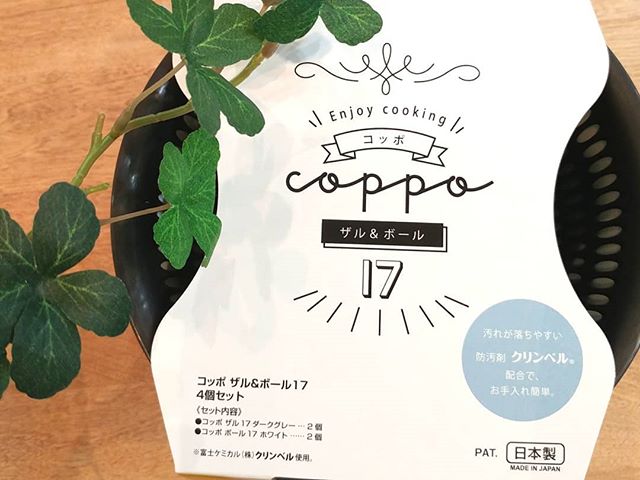 Enjoy cooking
コッポ
coppo
ザル&ボール
17
汚れが落ちやすい
防汚剤 クリンベル®
配合で、
お手入れ簡単。
コッポ ザル&ボール17
4個セット
〈セット内容〉
●コッポ ザル17 ダークグレー … 2個
●コッポ ボール17 ホワイト …… 2個
※富士ケミカル(株)クリンベル使用。
PAT. 日本製
MADE IN JAPAN